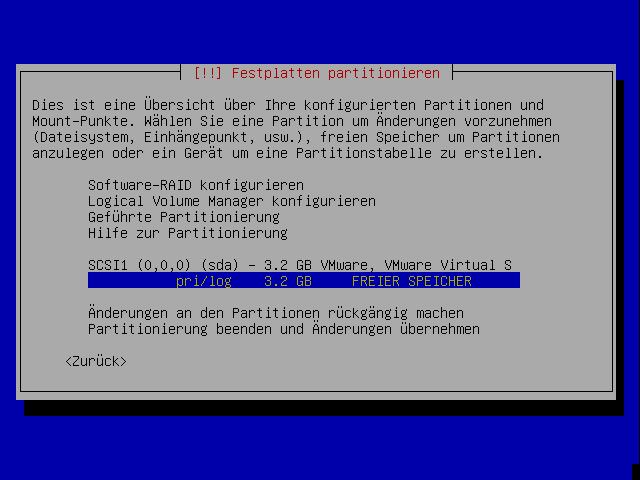 [!!] Festplatten partitionieren
Dies ist eine Übersicht über Ihre konfigurierten Partitionen und
Mount-Punkte. Wählen Sie eine Partition um Änderungen vorzunehmen
(Dateisystem, Einhängepunkt, usw.), freien Speicher um Partitionen
anzulegen oder ein Gerät um eine Partitionstabelle zu erstellen.
Software-RAID konfigurieren
Logical Volume Manager konfigurieren
Geführte Partitionierung
Hilfe zur Partitionierung
SCSI1 (0,0,0) (sda) - 3.2 GB VMware, VMware Virtual S
pri/log 3.2 GB FREIER SPEICHER
Änderungen an den Partitionen rückgängig machen
Partitionierung beenden und Änderungen übernehmen
<Zurück>